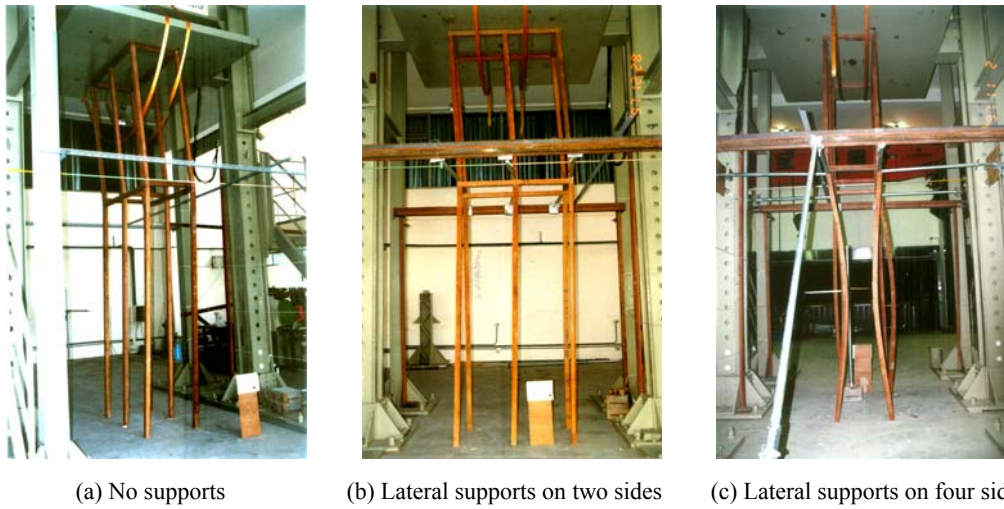 (a) No supports
(b) Lateral supports on two sides
(c) Lateral supports on four sid